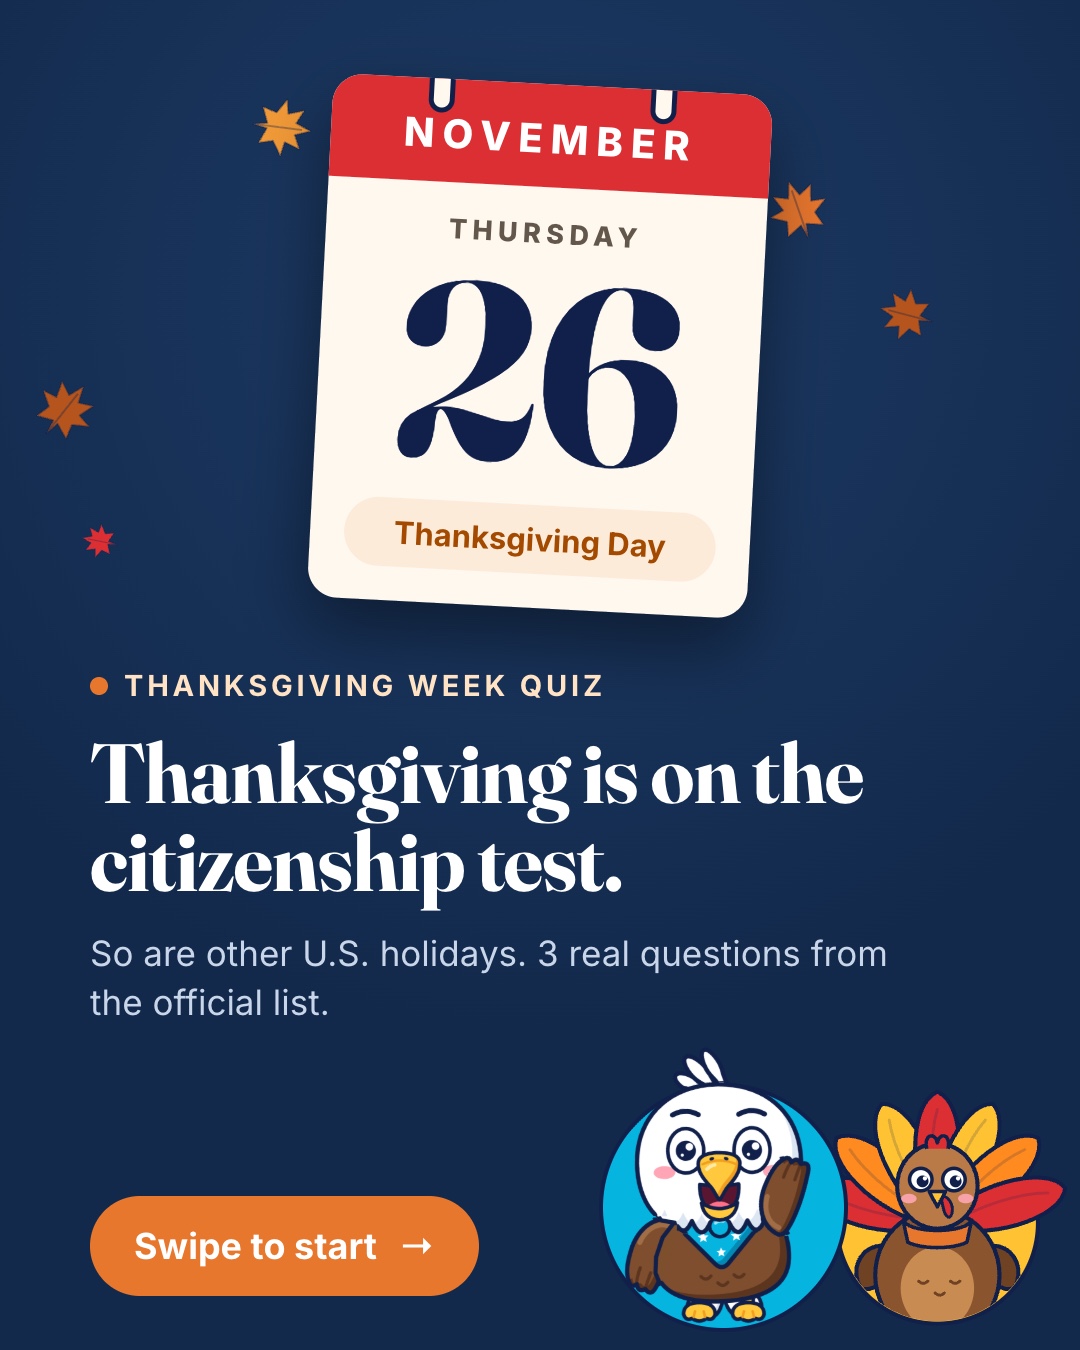 NOVEMBER
THURSDAY
26
Thanksgiving Day
THANKSGIVING WEEK QUIZ
Thanksgiving is on the
citizenship test.
So are other U.S. holidays. 3 real questions from
the official list.
Swipe to start →